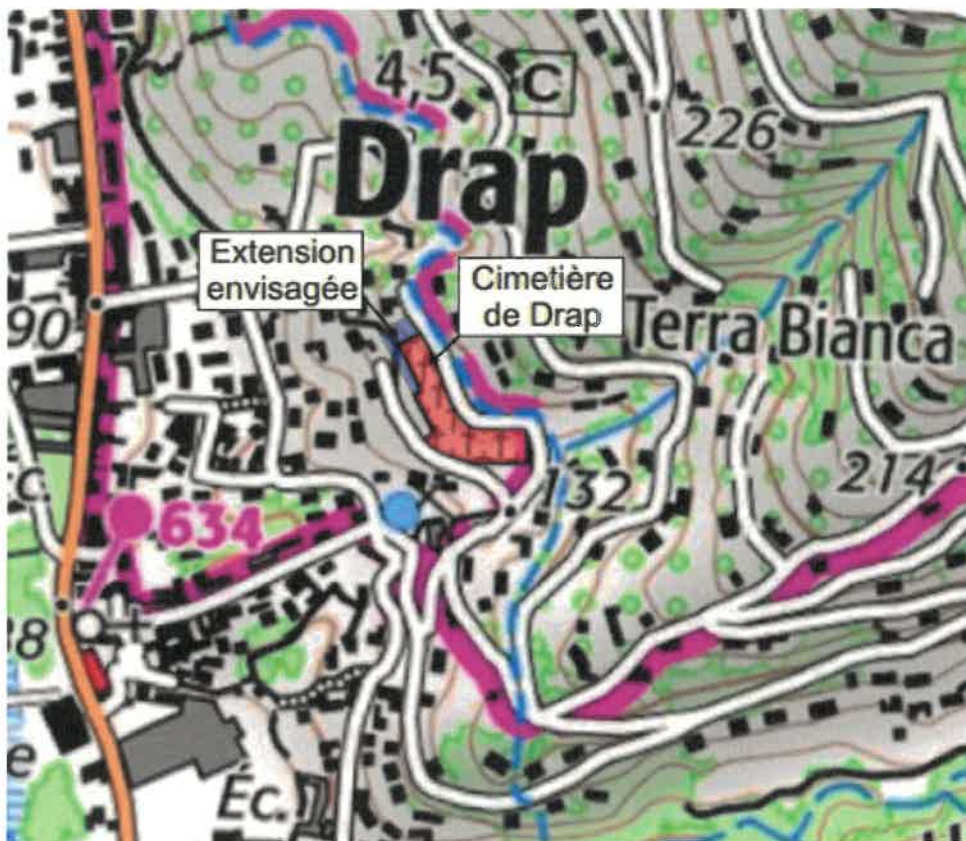 4,5
C
226
Drap
Extension
envisagée
Cimetière
de Drap
90
Terra Bianca
214
132
634
8
e
Éc.